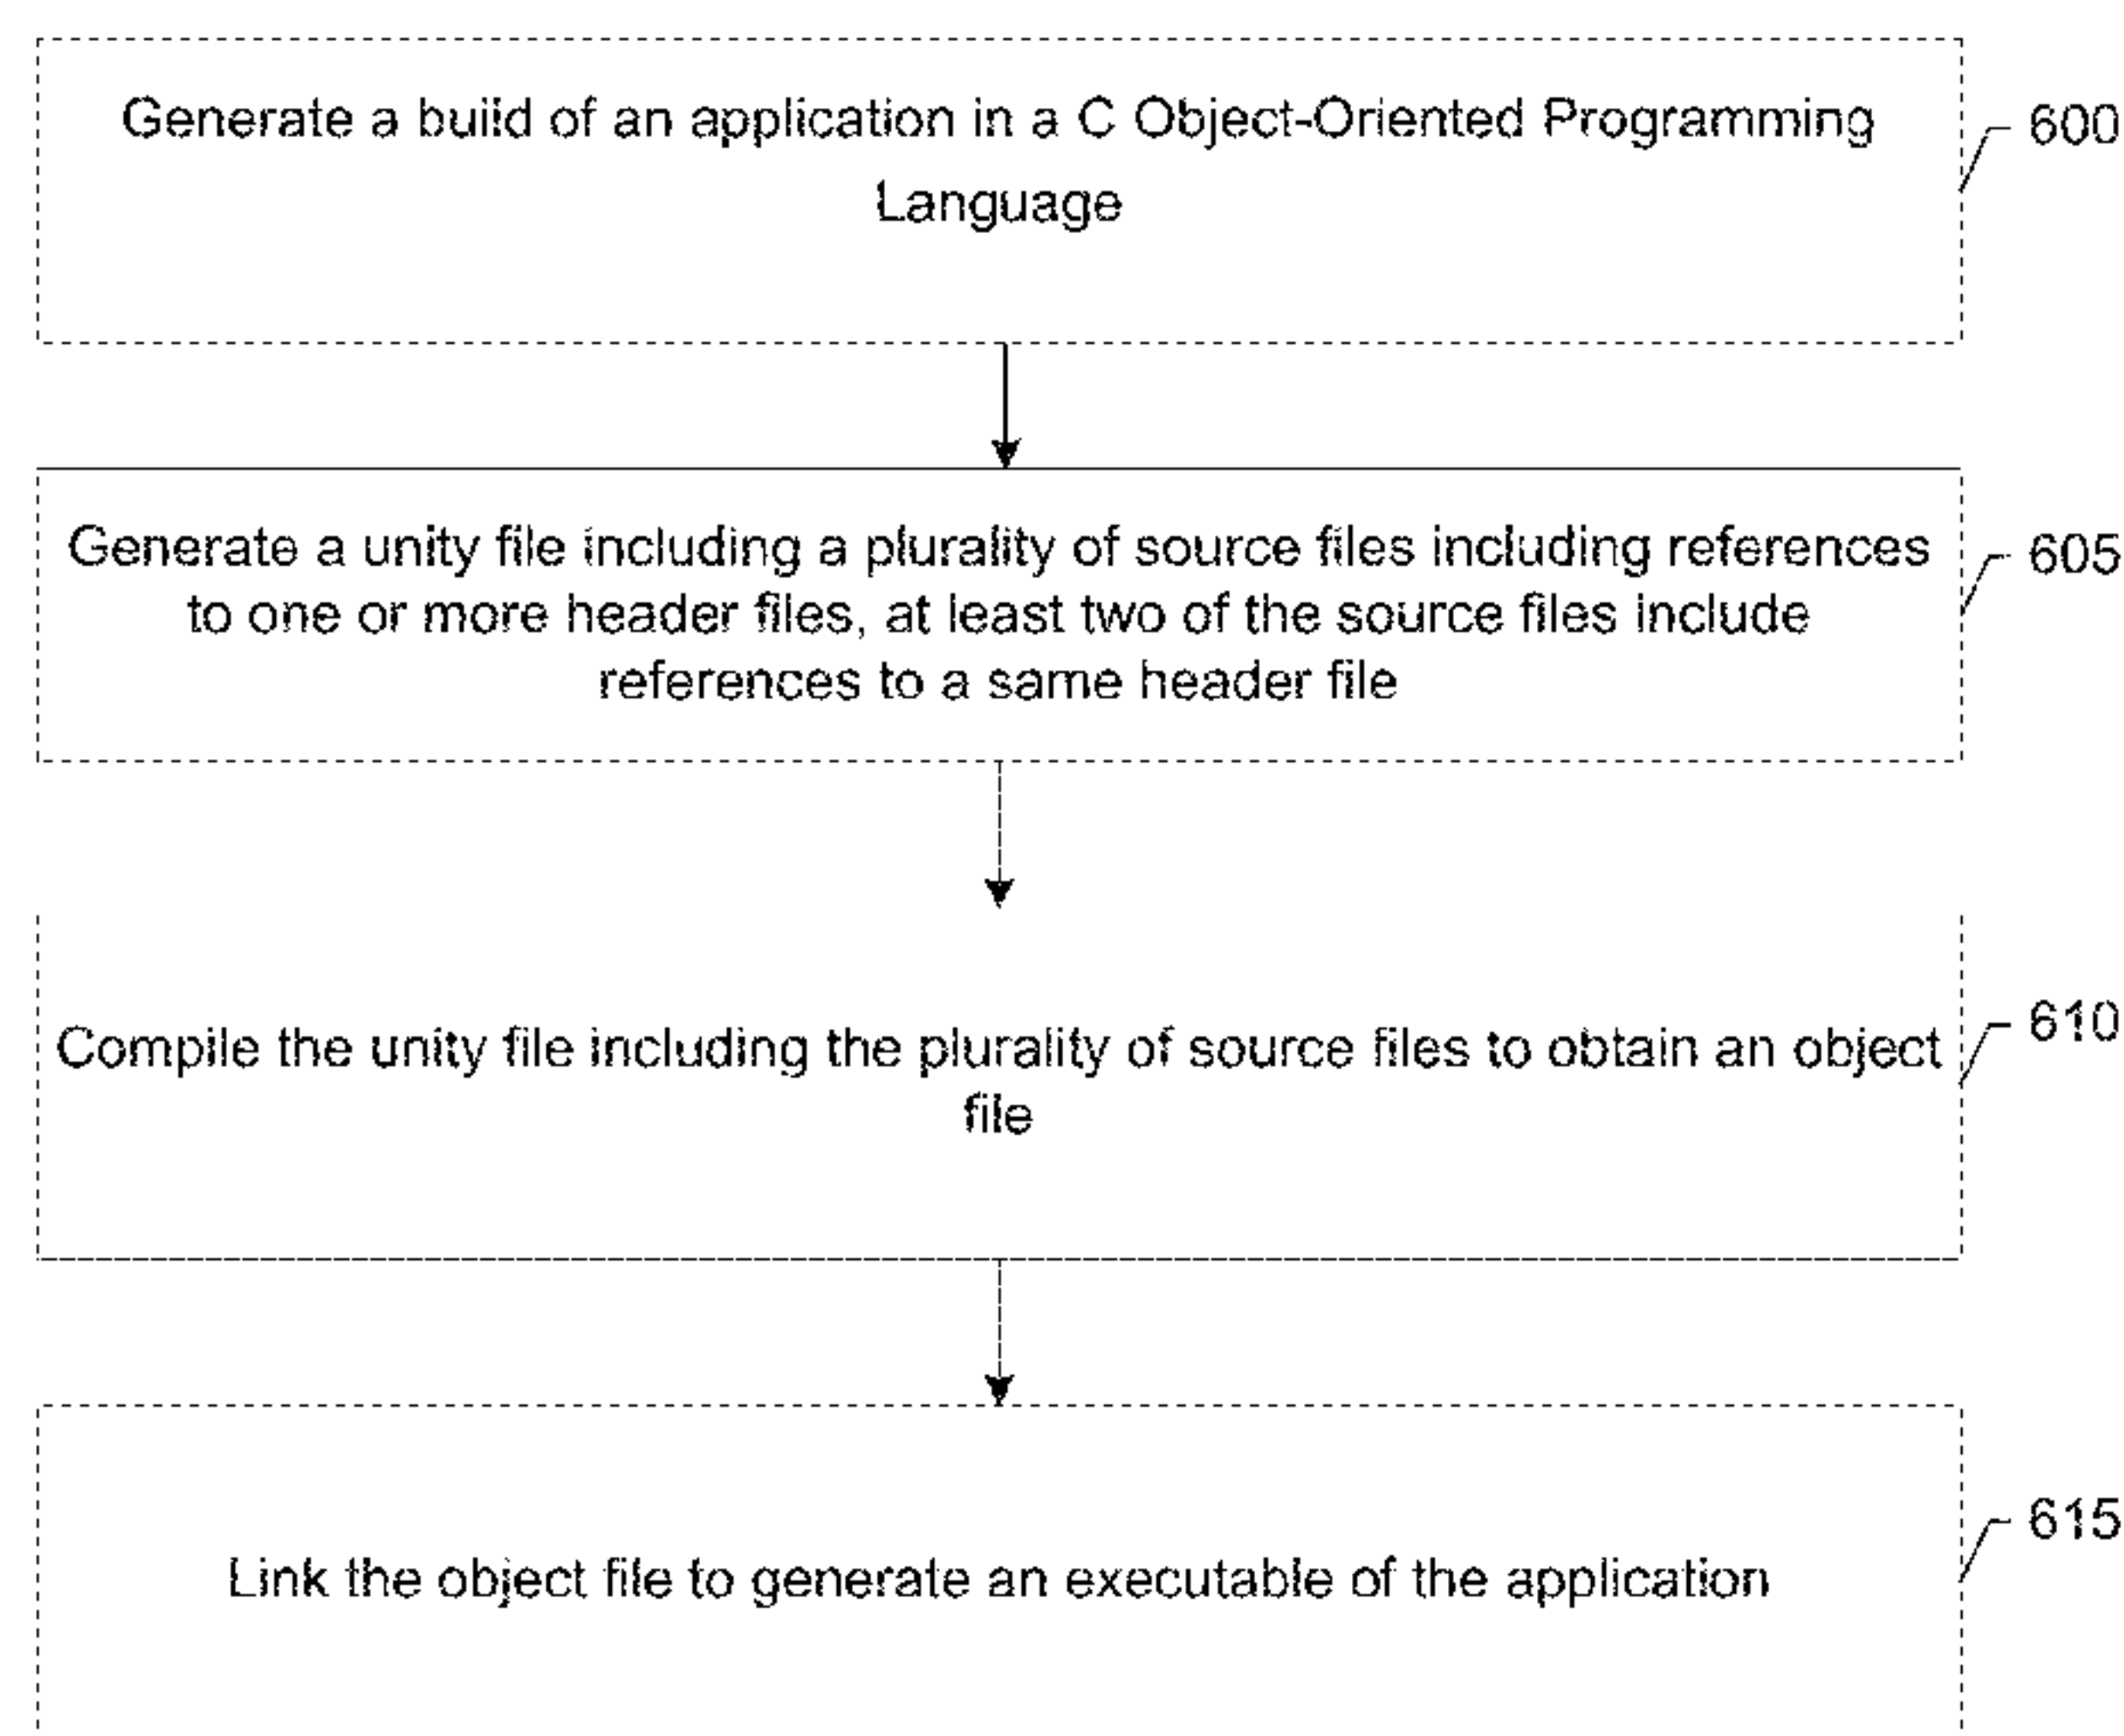 Generate a build of an application in a C Object-Oriented Programming
Language
600
Generate a unity file including a plurality of source files including references
to one or more header files, at least two of the source files include
references to a same header file
605
Compile the unity file including the plurality of source files to obtain an object
file
610
Link the object file to generate an executable of the application
615